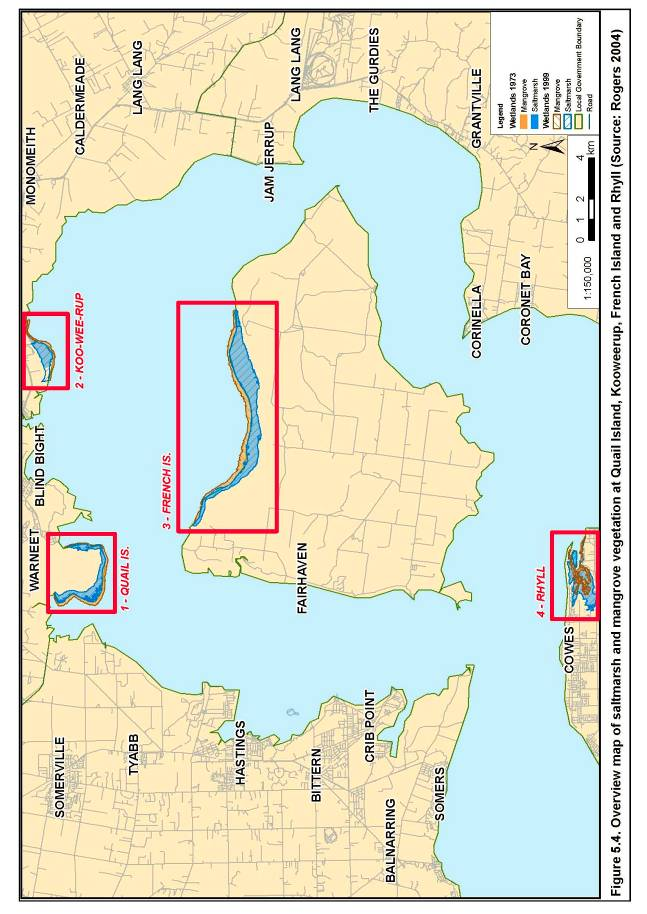 MONOMEITH
CALDERMEADE
LANG LANG
LANG LANG
THE GURDIES
GRANTVILLE
JAM JERRUP
Legend
Wetlands 1973
Mangrove
Saltmarsh
Wetlands 1999
Mangrove
Saltmarsh
Local Government Boundary
Road
N
0 1 2 4
km
1:150,000
2 - KOO-WEE-RUP
CORINELLA
CORONET BAY
BLIND BIGHT
3 - FRENCH IS.
WARNEET
1 - QUAIL IS.
FAIRHAVEN
4 - RHYLL
COWES
SOMERVILLE
TYABB
HASTINGS
BITTERN
CRIB POINT
BALNARRING
SOMERS
Figure 5.4. Overview map of saltmarsh and mangrove vegetation at Quail Island, Kooweerup, French Island and Rhyll (Source: Rogers 2004)